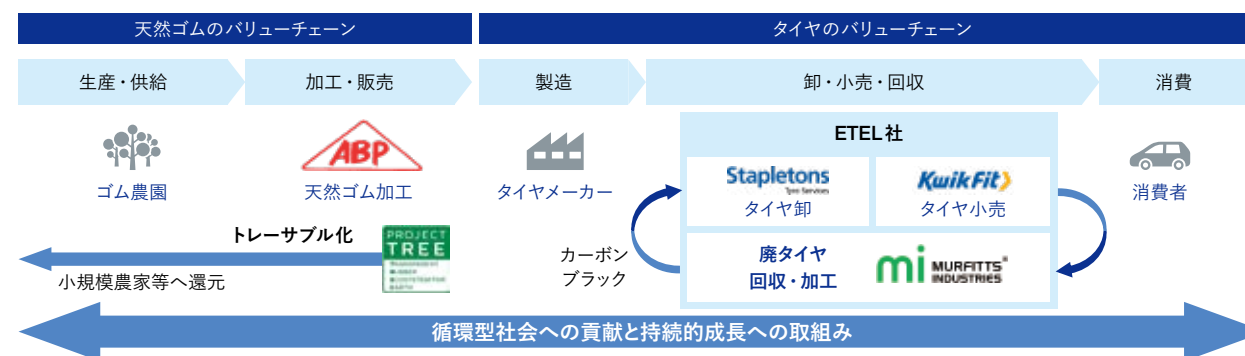 天然ゴムのバリューチェーン
タイヤのバリューチェーン
生産・供給
加工・販売
製造
卸・小売・回収
消費
ゴム農園
ABP
天然ゴム加工
タイヤメーカー
ETEL社
Stapletons
Tyre Services
タイヤ卸
KwikFit
タイヤ小売
消費者
トレーサブル化
PROJECT
TREE
小規模農家等へ還元
カーボン
ブラック
廃タイヤ
回収・加工
mi MURFITTS
INDUSTRIES
循環型社会への貢献と持続的成長への取組み